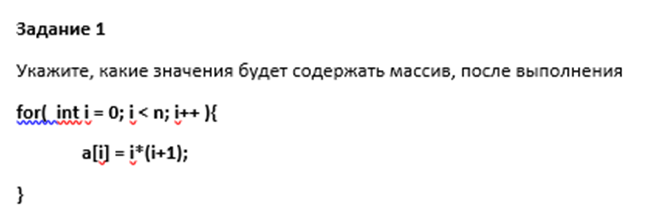 Задание 1
Укажите, какие значения будет содержать массив, после выполнения
for( int i = 0; i < n; i++ ){
a[i] = i*(i+1);
}